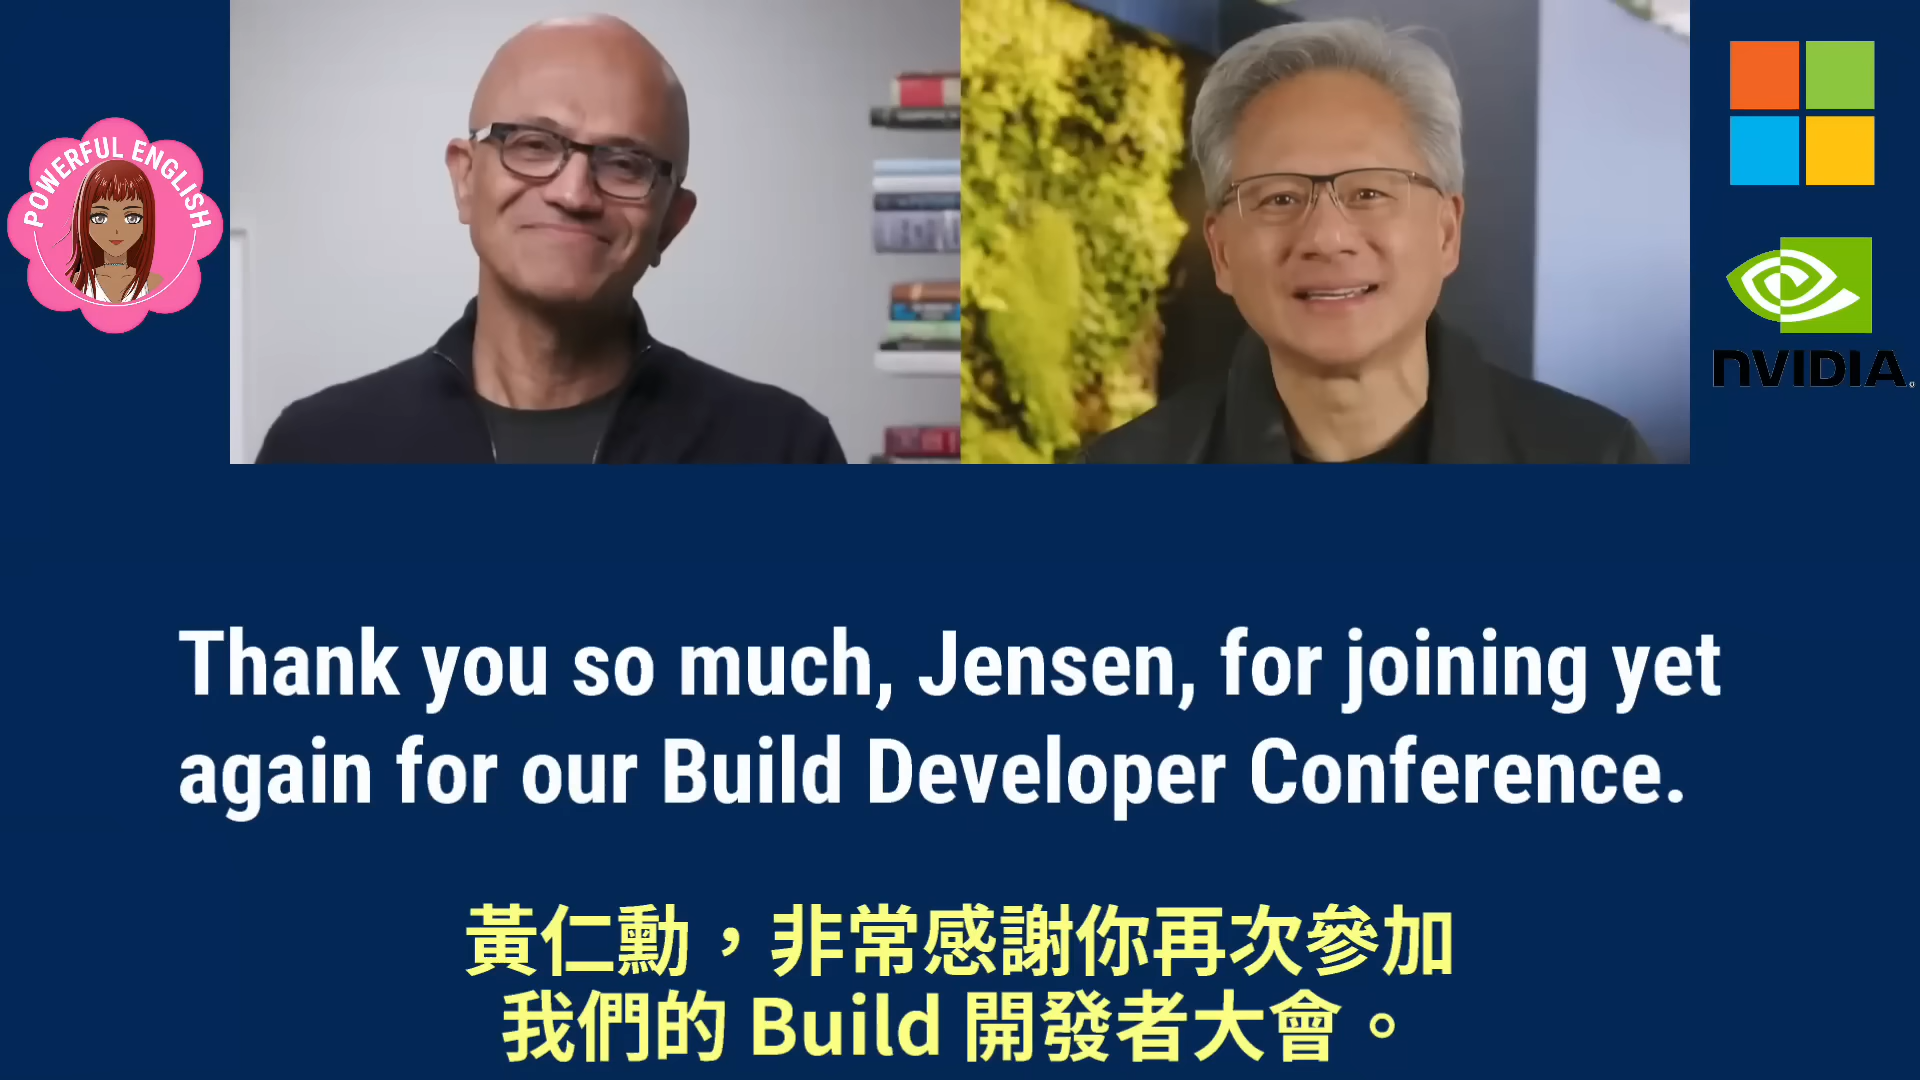 POWERFUL ENGLISH
NVIDIA
Thank you so much, Jensen, for joining yet
again for our Build Developer Conference.
黃仁勳，非常感謝你再次參加
我們的 Build 開發者大會。